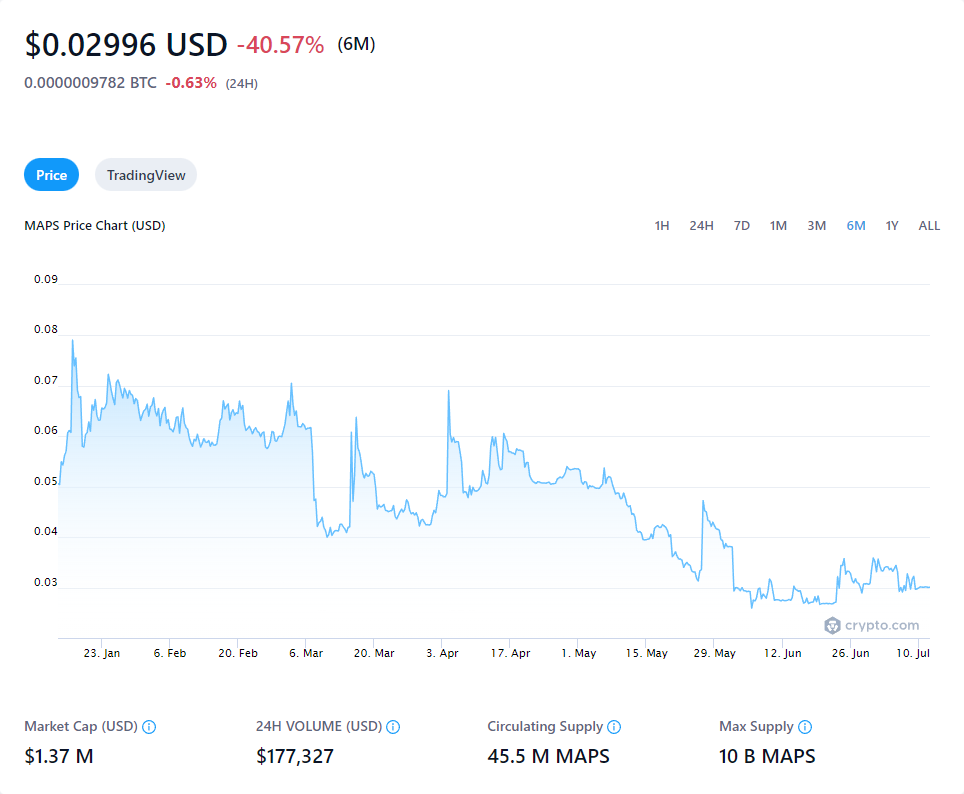 $0.02996 USD -40.57% (6M)
0.0000009782 BTC -0.63% (24H)
Price TradingView
MAPS Price Chart (USD) 1H 24H 7D 1M 3M 6M 1Y ALL
0.09
0.08
0.07
0.06
0.05
0.04
0.03
crypto.com
23. Jan 6. Feb 20. Feb 6. Mar 20. Mar 3. Apr 17. Apr 1. May 15. May 29. May 12. Jun 26. Jun 10. Jul
Market Cap (USD) 24H VOLUME (USD) Circulating Supply Max Supply
$1.37 M $177,327 45.5 M MAPS 10 B MAPS